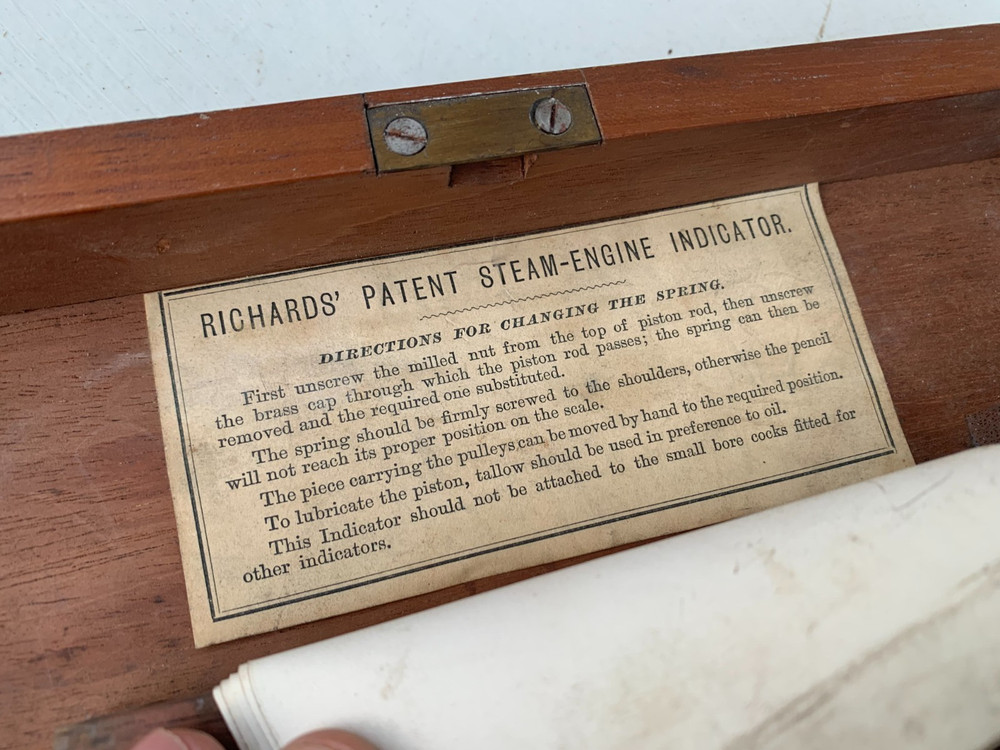 RICHARDS' PATENT STEAM-ENGINE INDICATOR.
DIRECTIONS FOR CHANGING THE SPRING.
First unscrew the milled nut from the top of piston rod, then unscrew
the brass cap through which the piston rod passes; the spring can then be
removed and the required one substituted.
The spring should be firmly screwed to the shoulders, otherwise the pencil
will not reach its proper position on the scale.
The piece carrying the pulleys can be moved by hand to the required position.
To lubricate the piston, tallow should be used in preference to oil.
This Indicator should not be attached to the small bore cocks fitted for
other indicators.